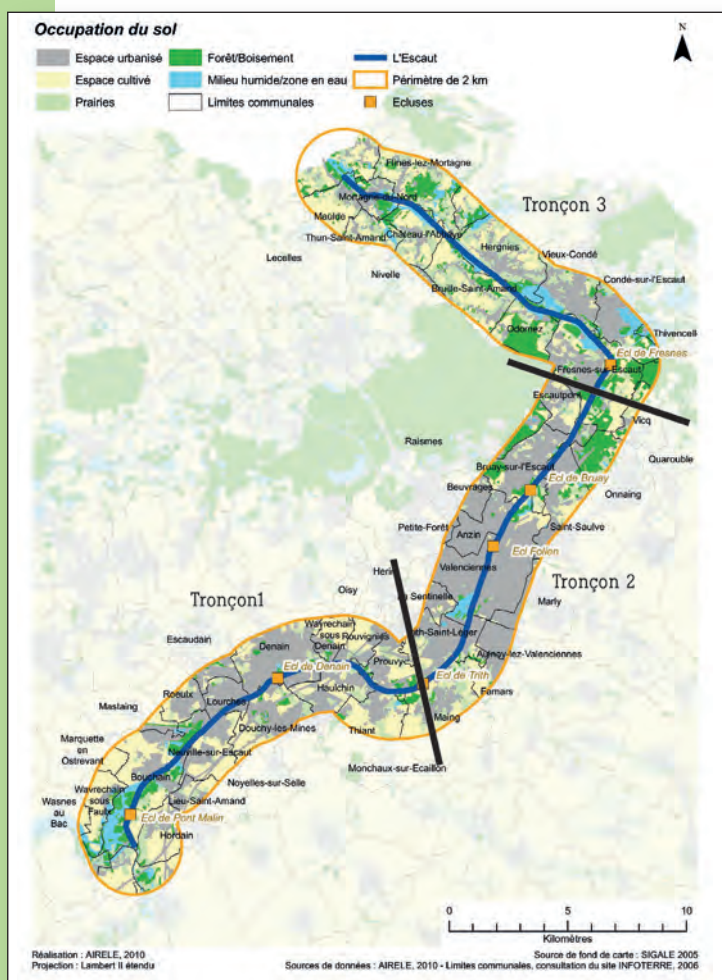 Occupation du sol
N
Espace urbanisé Forêt/Boisement L'Escaut
Espace cultivé Milieu humide/zone en eau Périmètre de 2 km
Prairies Limites communales Ecluses
Flines-lez-Mortagne
Tronçon 3
Mortagne-du-Nord
Maulde
Château-l'Abbaye
Thun-Saint-Amand
Hergnies
Lecelles
Vieux-Condé
Nivelle
Condé-sur-l'Escaut
Bruille-Saint-Amand
Odomez
Thivencelle
Ecl de Fresnes
Fresnes-sur-Escaut
Escautpont
Vicq
Raismes
Quarouble
Bruay-sur-l'Escaut
Ecl de Bruay
Beuvrages
Onnaing
Petite-Forêt
Saint-Saulve
Anzin
Ecl Folien
Valenciennes
Herin
Tronçon 2
Oisy
La Sentinelle
Marly
Tronçon1
Wavrechain
sous
Denain
Rouvignies
Trith-Saint-Léger
Escaudain
Denain
Prouvy
Aulnoy-lez-Valenciennes
Ecl de Denain
Ecl de Trith
Roeulx
Haulchin
Famars
Mastaing
Lourches
Maing
Douchy-les-Mines
Thiant
Marquette
en
Ostrevant
Neuville-sur-Escaut
Monchaux-sur-Ecaillon
Bouchain
Noyelles-sur-Selle
Wavrechain
sous
Faulx
Wasnes
au
Bac
Lieu-Saint-Amand
Ecl de Pont Malin
Hordain
0 5 10
Kilomètres
Réalisation : AIRELE, 2010 Source de fond de carte : SIGALE 2005
Projection : Lambert II étendu Sources de données : AIRELE, 2010 - Limites communales, consultation du site INFOTERRE, 2006